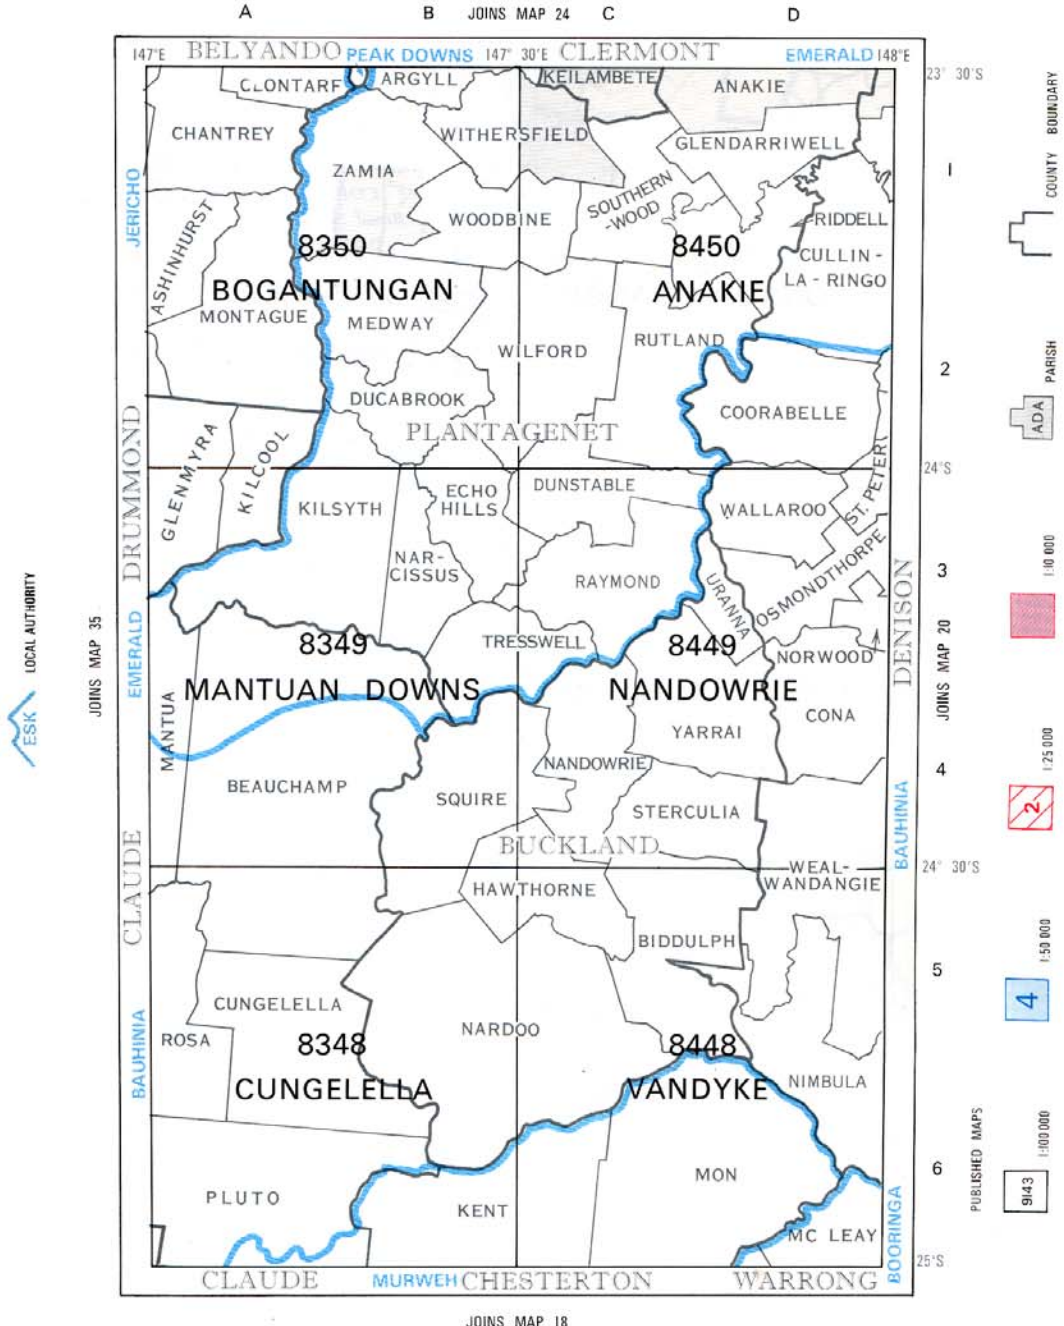 A B JOINS MAP 24 C D
147°E BELYANDO PEAK DOWNS 147° 30'E CLERMONT EMERALD 148°E
23° 30'S
CLONTARF ARGYLL KEILAMBETE ANAKIE
CHANTREY WITHERSFIELD GLENDARRIWELL
ZAMIA 1
JERICHO
ASHINHURST WOODBINE SOUTHERN
-WOOD RIDDELL
8350 8450 CULLIN-
LA-RINGO
BOGANTUNGAN ANAKIE
MONTAGUE MEDWAY RUTLAND
WILFORD 2
DUCABROOK COORABELLE
PLANTAGENET
DRUMMOND
GLENMYRA KILCOOL 24°S
ECHO
HILLS DUNSTABLE ST. PETER
KILSYTH WALLAROO
NAR-
CISSUS RAYMOND URANNA OSMONDTHORPE 3
DENISON
EMERALD
JOINS MAP 35
JOINS MAP 20
8349 TRESSWELL 8449 NORWOOD
MANTUAN DOWNS NANDOWRIE
MANTUA YARRAI CONA
NANDOWRIE 4
BEAUCHAMP SQUIRE STERCULIA
BAUHINIA
CLAUDE
BUCKLAND
24° 30'S
HAWTHORNE WEAL-
WANDANGIE
BIDDULPH 5
CUNGELELLA
ROSA NARDOO
8348 8448
CUNGELELLA VANDYKE NIMBULA
BAUHINIA
PLUTO KENT MON 6
MC LEAY
BOORINGA
25°S
CLAUDE MURWEH CHESTERTON WARRONG
JOINS MAP 18
ESK LOCAL AUTHORITY
COUNTY BOUNDARY
ADA PARISH
1:10 000
2 1:25 000
4 1:50 000
9143 1:100 000
PUBLISHED MAPS